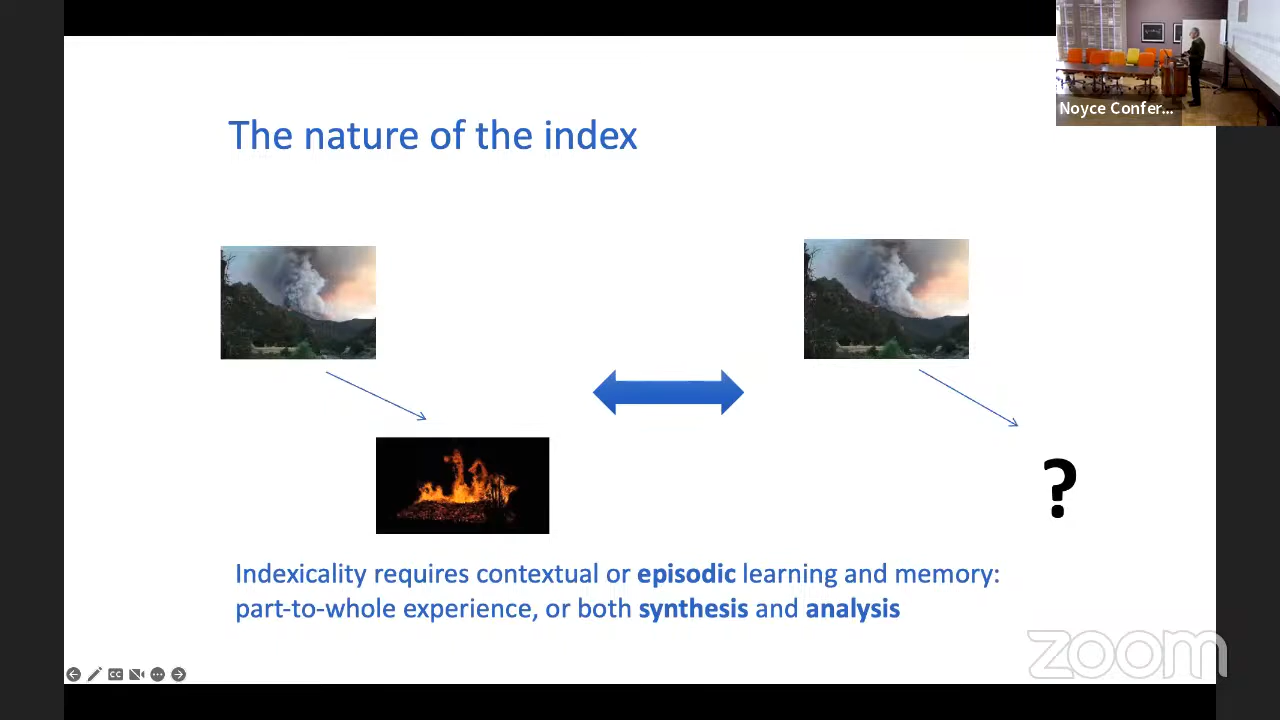 Noyce Confer...
The nature of the index
?
Indexicality requires contextual or episodic learning and memory:
part-to-whole experience, or both synthesis and analysis
zoom
CC